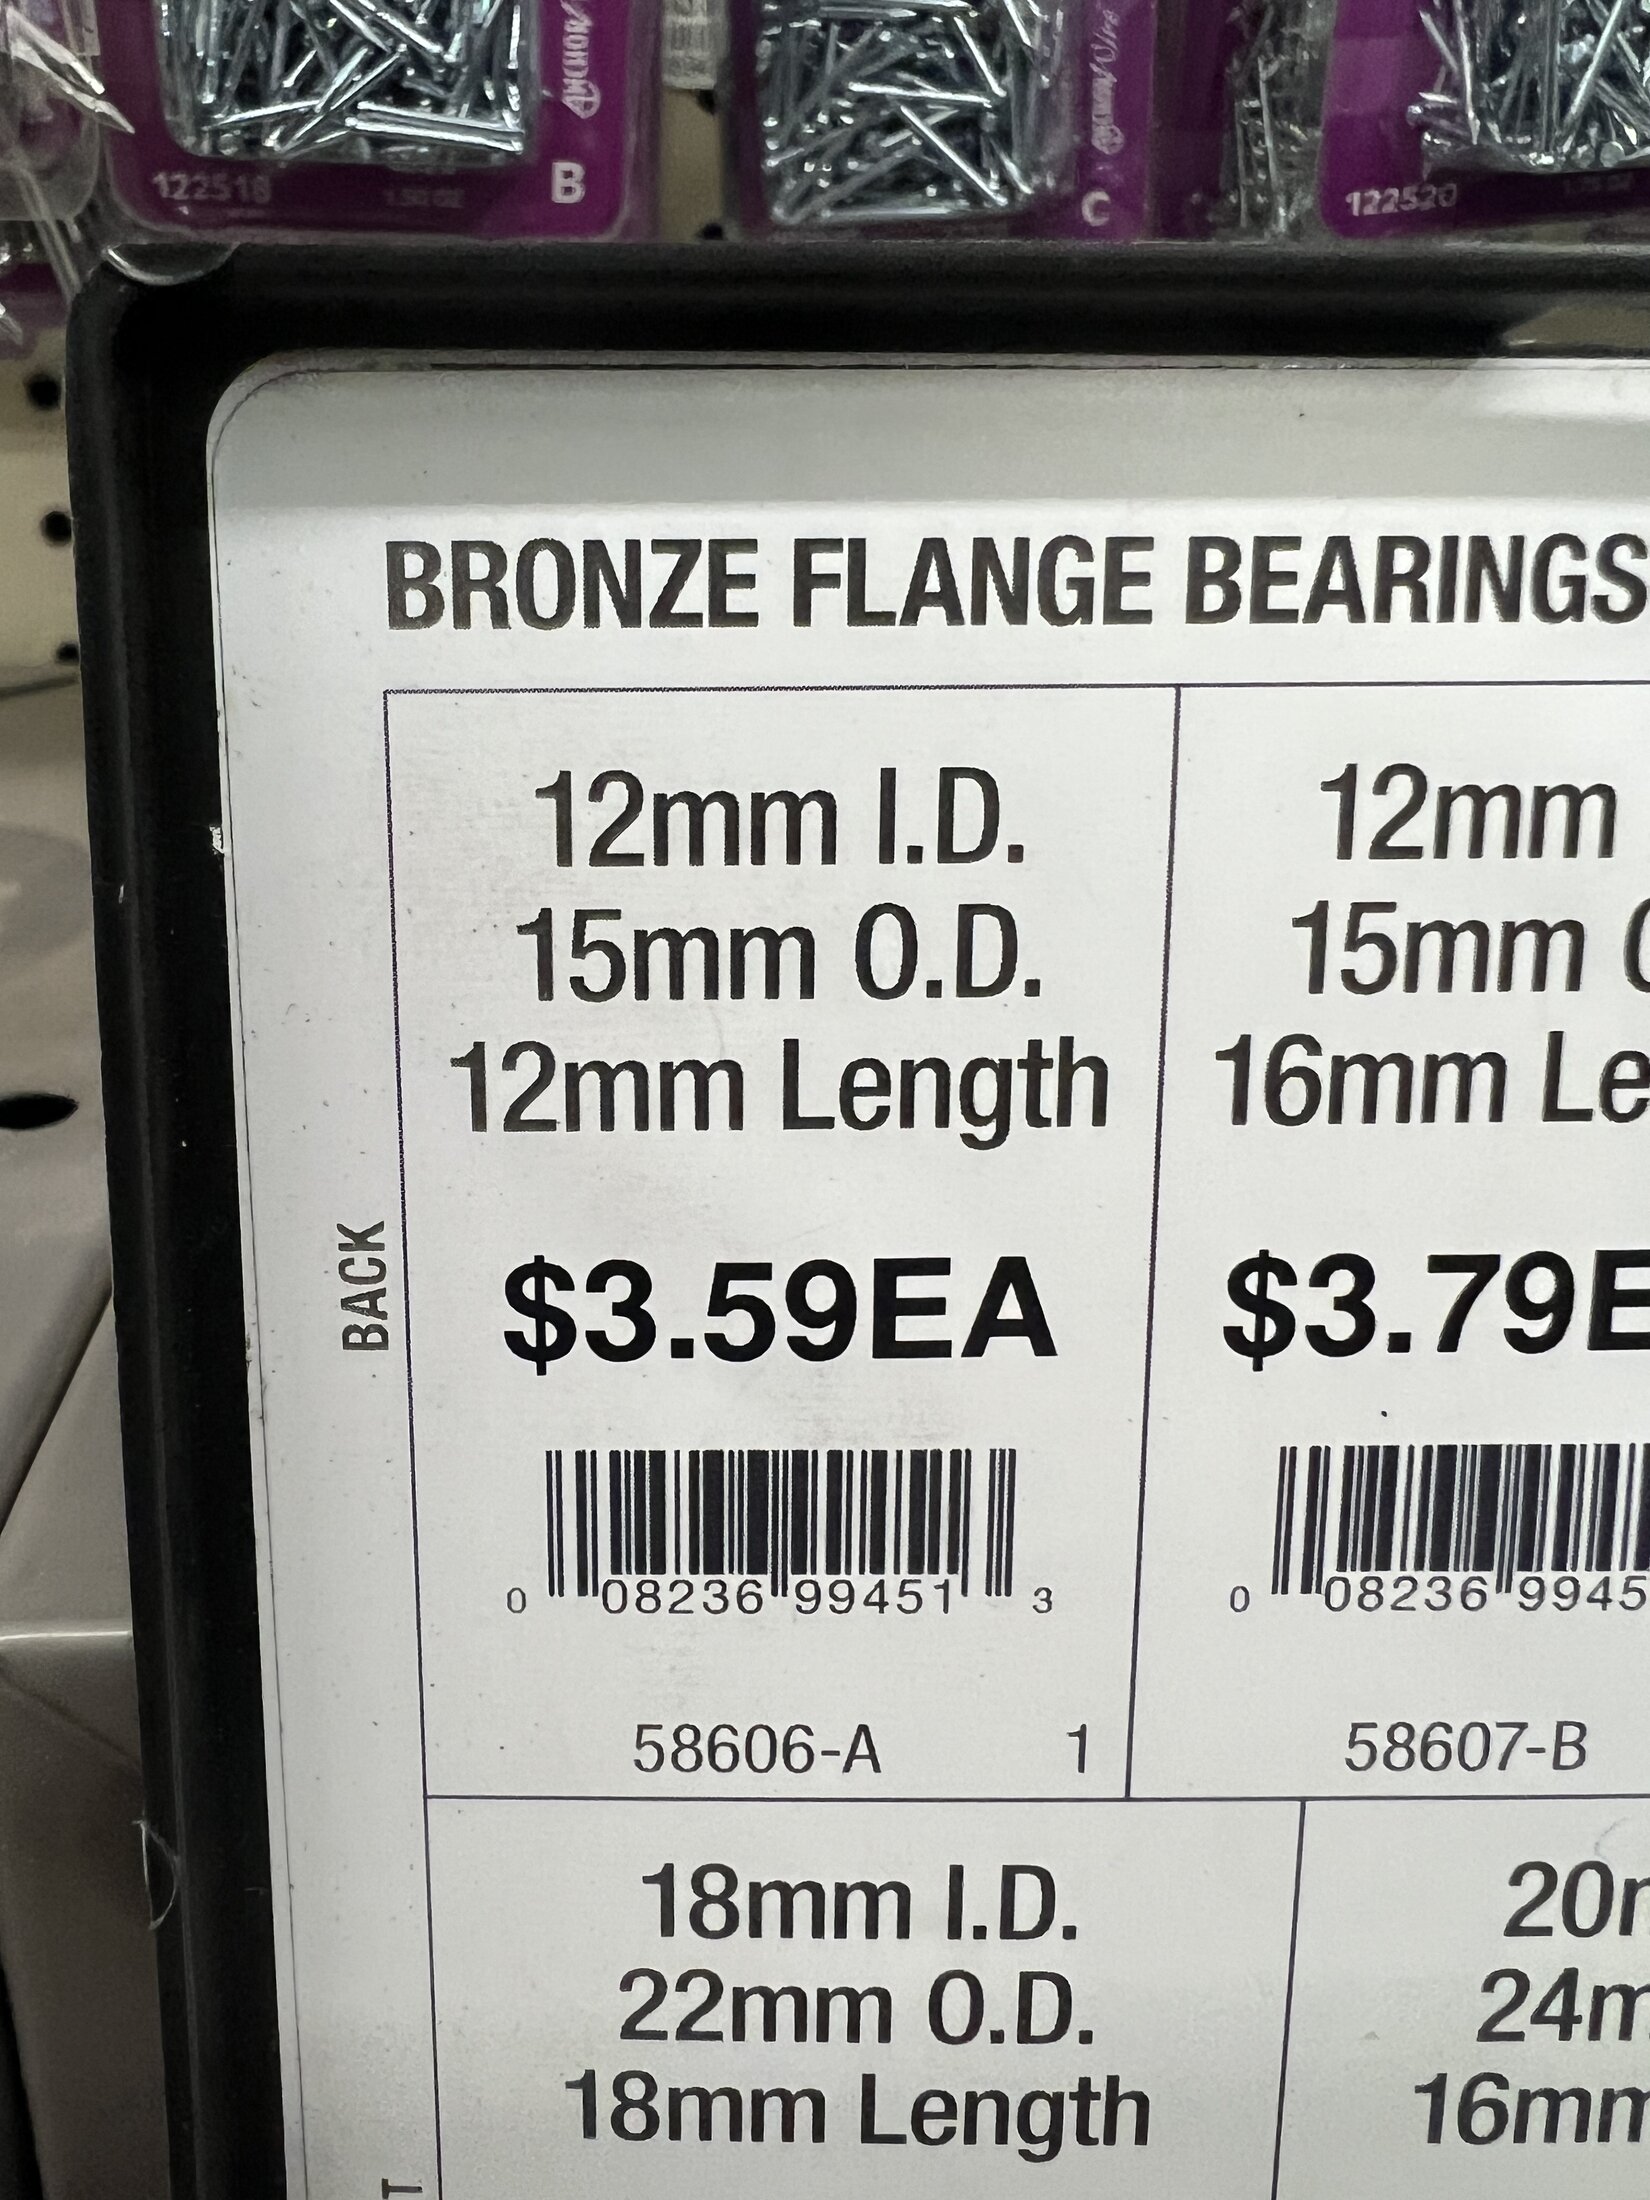 122518
B
C
122520
BRONZE FLANGE BEARINGS
12mm I.D.
15mm O.D.
12mm Length
$3.59EA
0 08236 99451 3
58606-A 1
12mm
15mm
16mm Le
$3.79E
0 08236 9945
58607-B
BACK
18mm I.D.
22mm O.D.
18mm Length
20m
24m
16mm
T